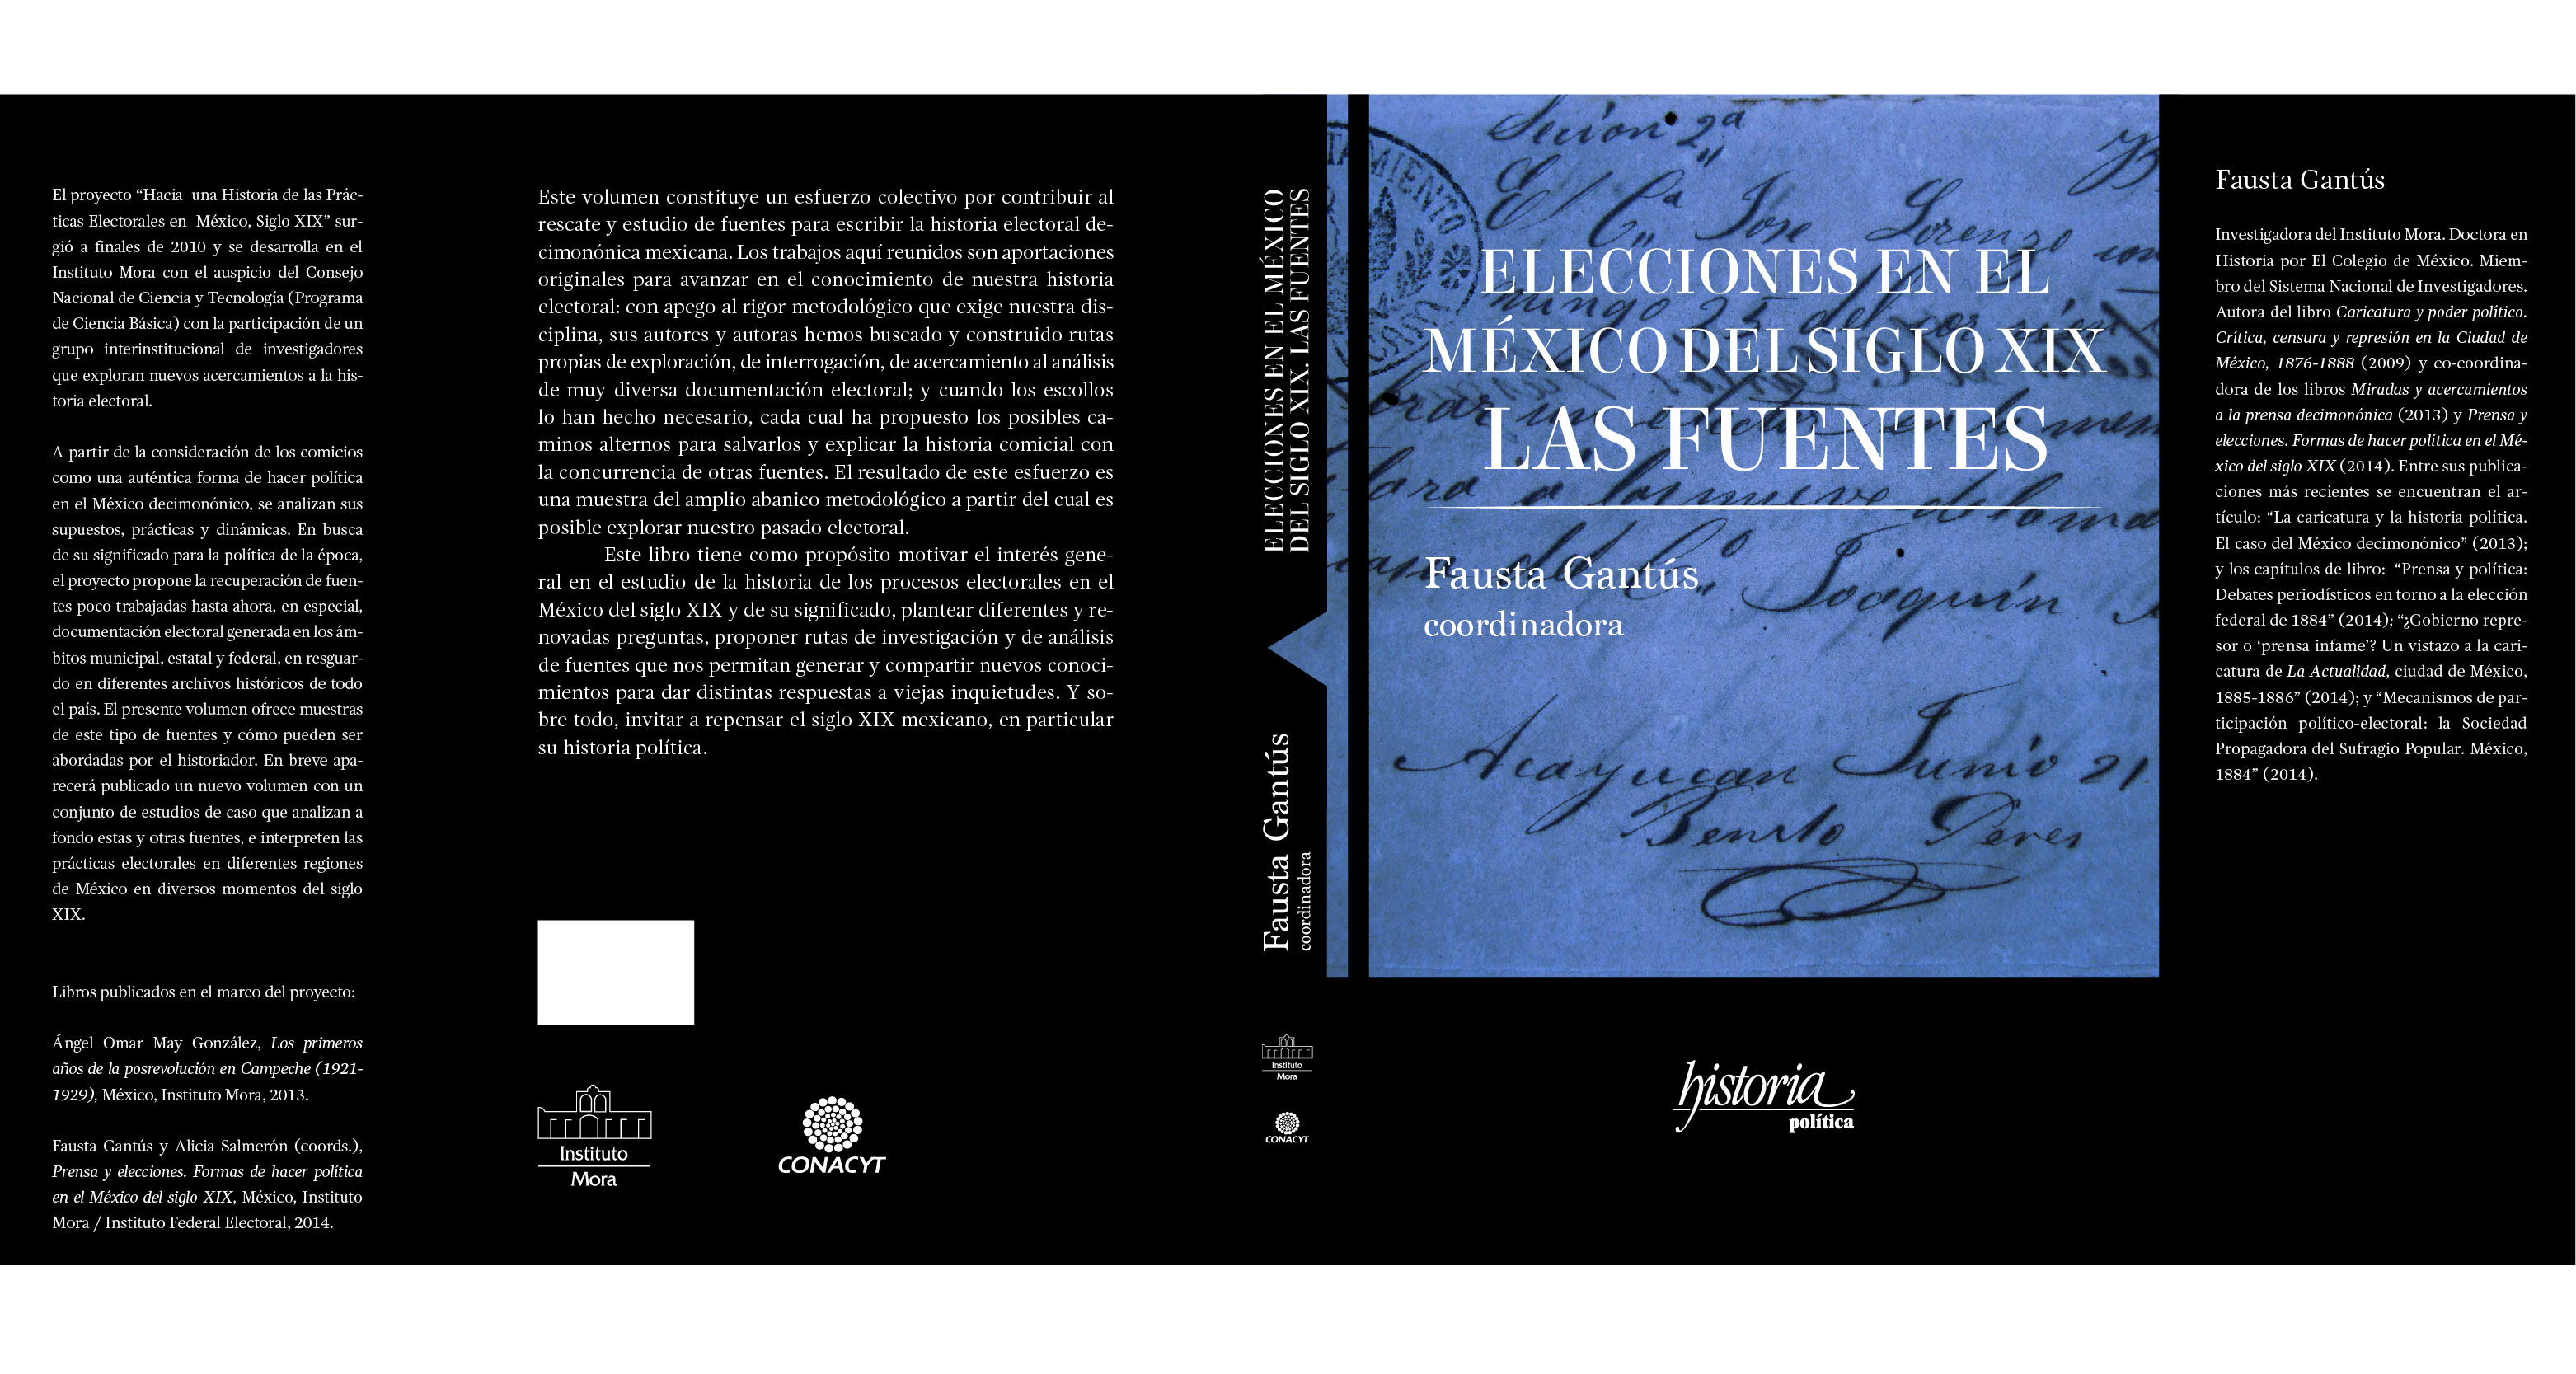 El proyecto “Hacia  una Historia de las Prác-
ticas Electorales en  México, Siglo XIX” sur-
gió a finales de 2010 y se desarrolla en el
Instituto Mora con el auspicio del Consejo
Nacional de Ciencia y Tecnología (Programa
de Ciencia Básica) con la participación de un
grupo interinstitucional de investigadores
que exploran nuevos acercamientos a la his-
toria electoral.
A partir de la consideración de los comicios
como una auténtica forma de hacer política
en el México decimonónico, se analizan sus
supuestos, prácticas y dinámicas. En busca
de su significado para la política de la época,
el proyecto propone la recuperación de fuen-
tes poco trabajadas hasta ahora, en especial,
documentación electoral generada en los ám-
bitos municipal, estatal y federal, en resguar-
do en diferentes archivos históricos de todo
el país. El presente volumen ofrece muestras
de este tipo de fuentes y cómo pueden ser
abordadas por el historiador. En breve apa-
recerá publicado un nuevo volumen con un
conjunto de estudios de caso que analizan a
fondo estas y otras fuentes, e interpreten las
prácticas electorales en diferentes regiones
de México en diversos momentos del siglo
XIX.
Libros publicados en el marco del proyecto:
Ángel Omar May González, Los primeros
años de la posrevolución en Campeche (1921-
1929), México, Instituto Mora, 2013.
Fausta Gantús y Alicia Salmerón (coords.),
Prensa y elecciones. Formas de hacer política
en el México del siglo XIX, México, Instituto
Mora / Instituto Federal Electoral, 2014.
Este volumen constituye un esfuerzo colectivo por contribuir al
rescate y estudio de fuentes para escribir la historia electoral de-
cimonónica mexicana. Los trabajos aquí reunidos son aportaciones
originales para avanzar en el conocimiento de nuestra historia
electoral: con apego al rigor metodológico que exige nuestra dis-
ciplina, sus autores y autoras hemos buscado y construido rutas
propias de exploración, de interrogación, de acercamiento al análisis
de muy diversa documentación electoral; y cuando los escollos
lo han hecho necesario, cada cual ha propuesto los posibles ca-
minos alternos para salvarlos y explicar la historia comicial con
la concurrencia de otras fuentes. El resultado de este esfuerzo es
una muestra del amplio abanico metodológico a partir del cual es
posible explorar nuestro pasado electoral.
Este libro tiene como propósito motivar el interés gene-
ral en el estudio de la historia de los procesos electorales en el
México del siglo XIX y de su significado, plantear diferentes y re-
novadas preguntas, proponer rutas de investigación y de análisis
de fuentes que nos permitan generar y compartir nuevos conoci-
mientos para dar distintas respuestas a viejas inquietudes. Y so-
bre todo, invitar a repensar el siglo XIX mexicano, en particular
su historia política.
Instituto
Mora
CONACYT
ELECCIONES EN EL MÉXICO
DEL SIGLO XIX. LAS FUENTES
Fausta Gantús
coordinadora
Instituto
Mora
CONACYT
Seción 2ª
El C. Jose Lorenzo
ELECCIONES EN EL
MÉXICO DEL SIGLO XIX
LAS FUENTES
Fausta Gantús
coordinadora
Joaquín
Acayucan Junio 21.
Benito Peres
historia
política
Fausta Gantús
Investigadora del Instituto Mora. Doctora en
Historia por El Colegio de México. Miem-
bro del Sistema Nacional de Investigadores.
Autora del libro Caricatura y poder político.
Crítica, censura y represión en la Ciudad de
México, 1876-1888 (2009) y co-coordina-
dora de los libros Miradas y acercamientos
a la prensa decimonónica (2013) y Prensa y
elecciones. Formas de hacer política en el Mé-
xico del siglo XIX (2014). Entre sus publica-
ciones más recientes se encuentran el ar-
tículo: “La caricatura y la historia política.
El caso del México decimonónico” (2013);
y los capítulos de libro:  “Prensa y política:
Debates periodísticos en torno a la elección
federal de 1884” (2014); “¿Gobierno repre-
sor o ‘prensa infame’? Un vistazo a la cari-
catura de La Actualidad, ciudad de México,
1885-1886” (2014); y “Mecanismos de par-
ticipación político-electoral: la Sociedad
Propagadora del Sufragio Popular. México,
1884” (2014).